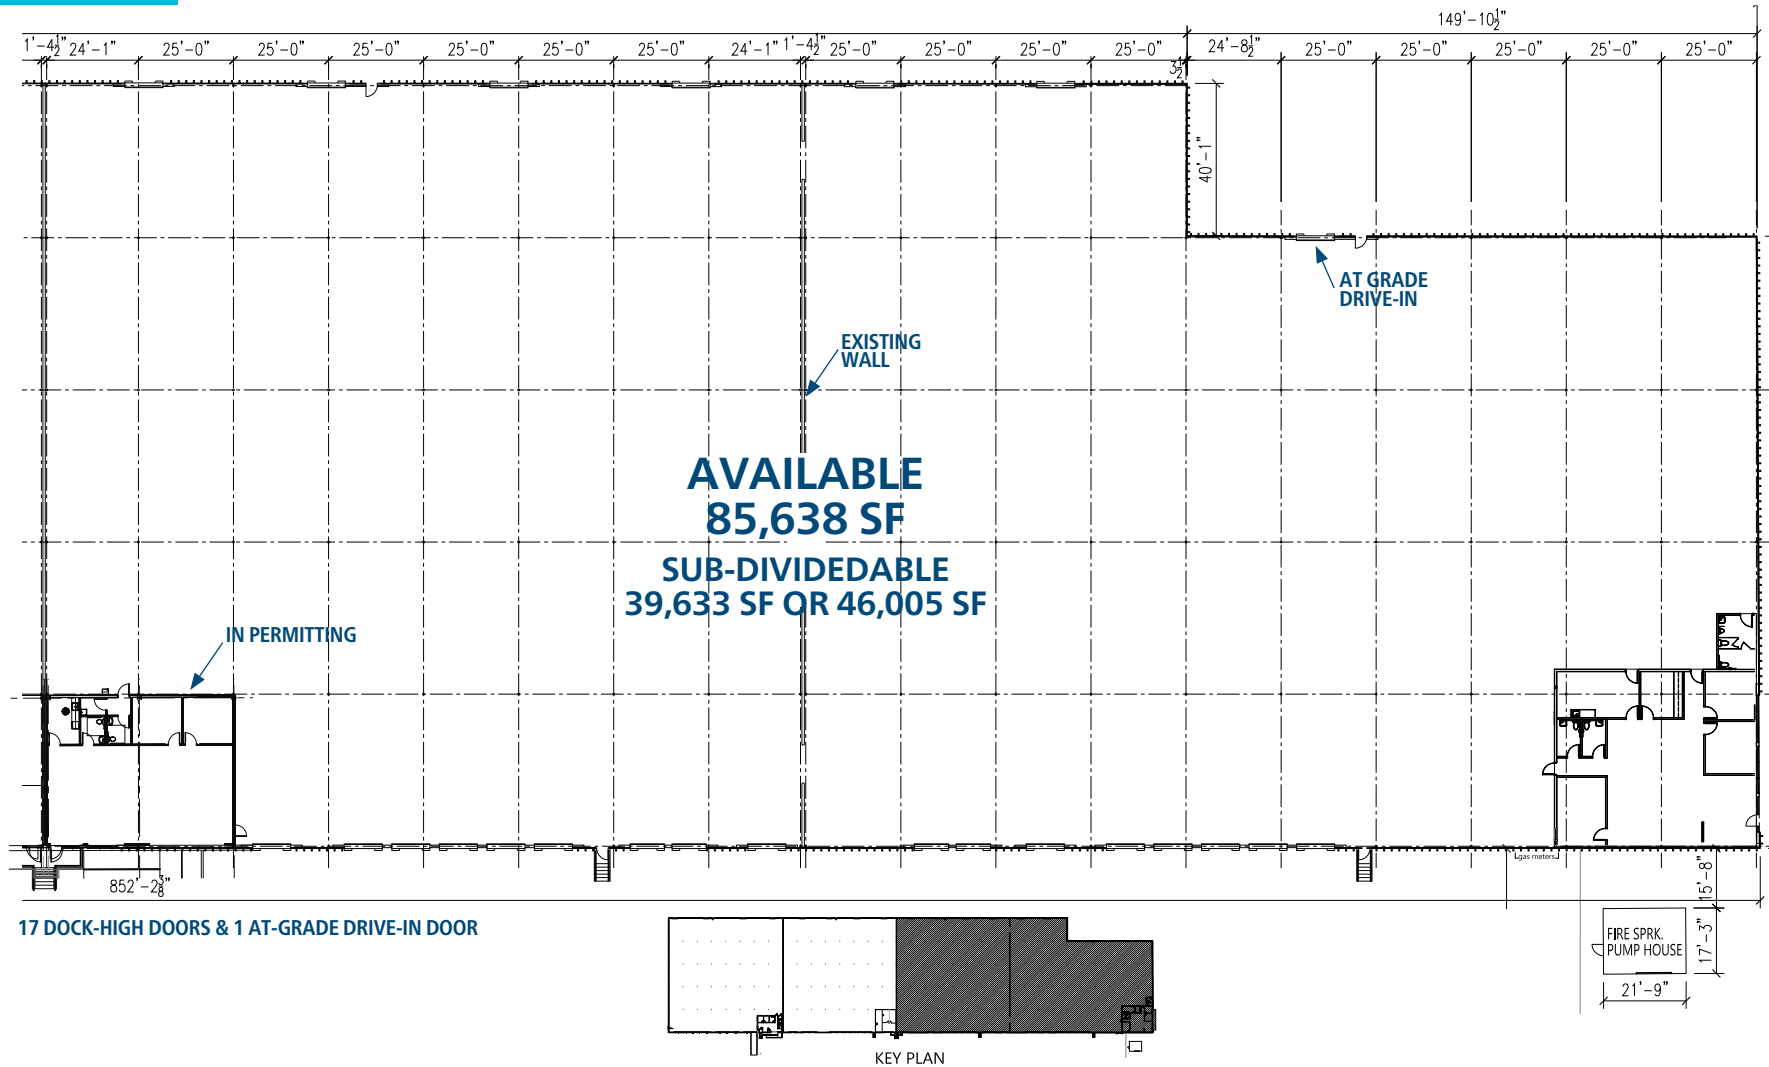 149'-10½"
1'-4½" 24'-1" 25'-0" 25'-0" 25'-0" 25'-0" 25'-0" 25'-0" 24'-1" 1'-4½" 25'-0" 25'-0" 25'-0" 25'-0" 24'-8½" 25'-0" 25'-0" 25'-0" 25'-0" 25'-0"
3½"
40'-1"
AT GRADE
DRIVE-IN
EXISTING
WALL
AVAILABLE
85,638 SF
SUB-DIVIDEDABLE
39,633 SF OR 46,005 SF
IN PERMITTING
gas meters
852'-2⅜"
15'-8"
17 DOCK-HIGH DOORS & 1 AT-GRADE DRIVE-IN DOOR
FIRE SPRK.
PUMP HOUSE
17'-3"
21'-9"
KEY PLAN